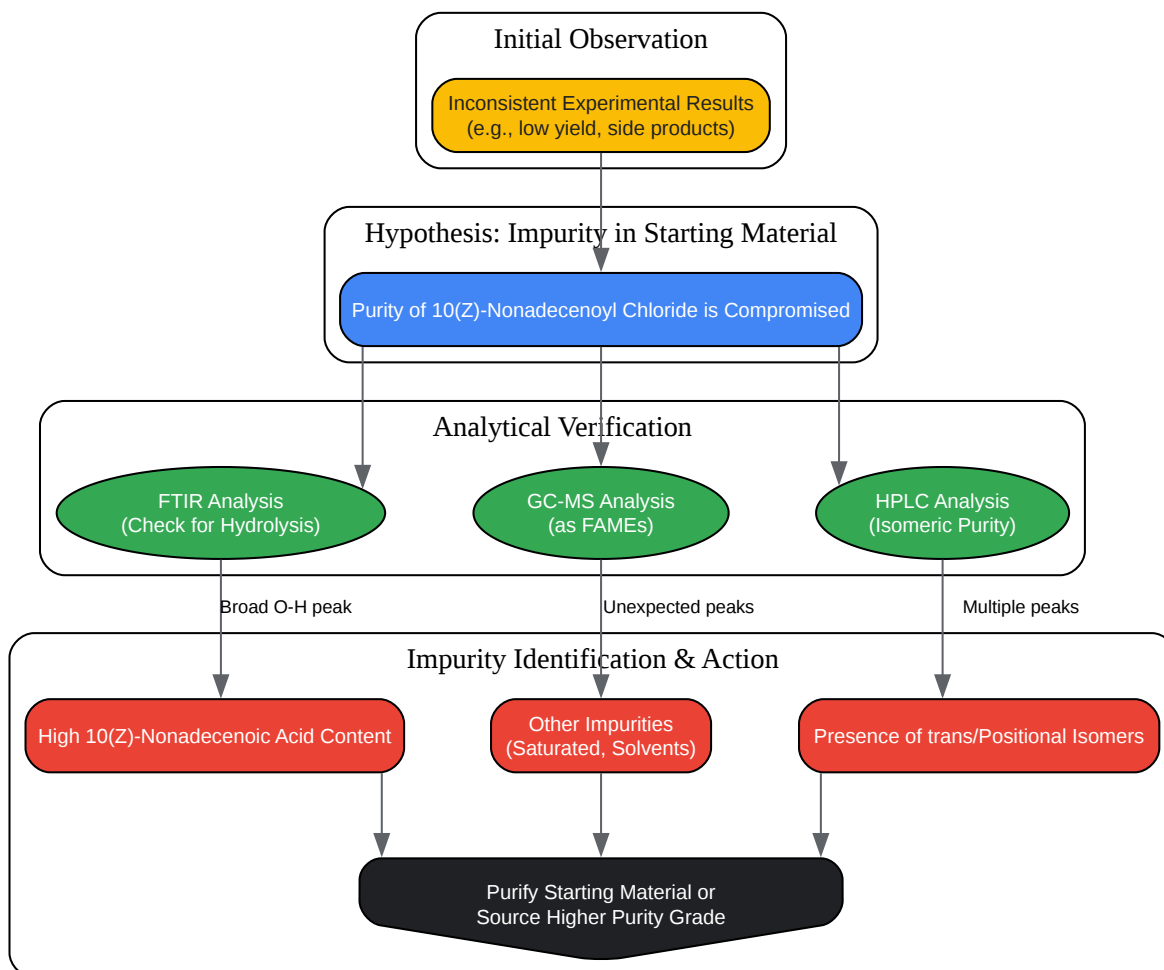 Initial Observation
Inconsistent Experimental Results
(e.g., low yield, side products)
Hypothesis: Impurity in Starting Material
Purity of 10(Z)-Nonadecenoyl Chloride is Compromised
Analytical Verification
FTIR Analysis
(Check for Hydrolysis)
GC-MS Analysis
(as FAMEs)
HPLC Analysis
(Isomeric Purity)
Broad O-H peak
Unexpected peaks
Multiple peaks
Impurity Identification & Action
High 10(Z)-Nonadecenoic Acid Content
Other Impurities
(Saturated, Solvents)
Presence of trans/Positional Isomers
Purify Starting Material or
Source Higher Purity Grade